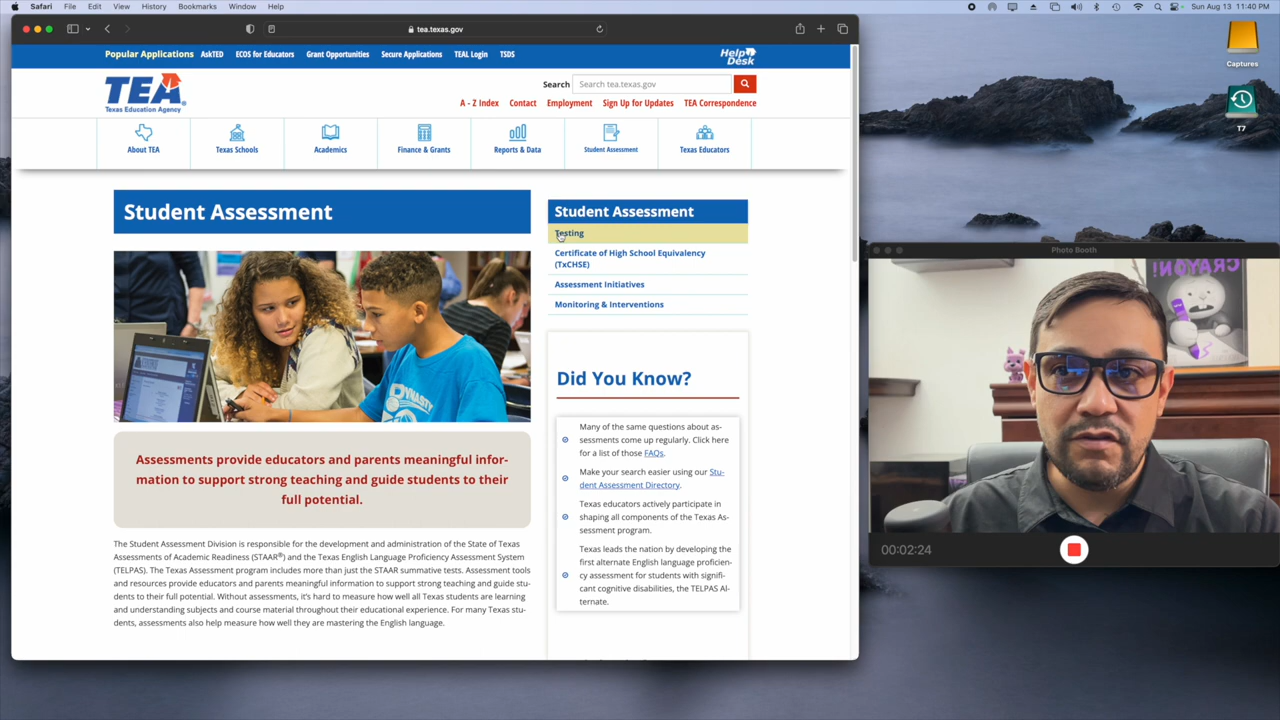 Safari File Edit View History Bookmarks Window Help
Sun Aug 13 11:40 PM
tea.texas.gov
Popular Applications AskTED ECOS for Educators Grant Opportunities Secure Applications TEAL Login TSDS
Help Desk
TEA
Texas Education Agency
Search Search tea.texas.gov
A - Z Index Contact Employment Sign Up for Updates TEA Correspondence
About TEA Texas Schools Academics Finance & Grants Reports & Data Student Assessment Texas Educators
Student Assessment
Assessments provide educators and parents meaningful infor-
mation to support strong teaching and guide students to their
full potential.
The Student Assessment Division is responsible for the development and administration of the State of Texas
Assessments of Academic Readiness (STAAR®) and the Texas English Language Proficiency Assessment System
(TELPAS). The Texas Assessment program includes more than just the STAAR summative tests. Assessment tools
and resources provide educators and parents meaningful information to support strong teaching and guide stu-
dents to their full potential. Without assessments, it's hard to measure how well all Texas students are learning
and understanding subjects and course material throughout their educational experience. For many Texas stu-
dents, assessments also help measure how well they are mastering the English language.
Student Assessment
Testing
Certificate of High School Equivalency
(TxCHSE)
Assessment Initiatives
Monitoring & Interventions
Did You Know?
Many of the same questions about as-
sessments come up regularly. Click here
for a list of those FAQs.
Make your search easier using our Stu-
dent Assessment Directory.
Texas educators actively participate in
shaping all components of the Texas As-
sessment program.
Texas leads the nation by developing the
first alternate English language proficien-
cy assessment for students with signifi-
cant cognitive disabilities, the TELPAS Al-
ternate.
Captures
T7
Photo Booth
CRAYON!
00:02:24
DYNASTY